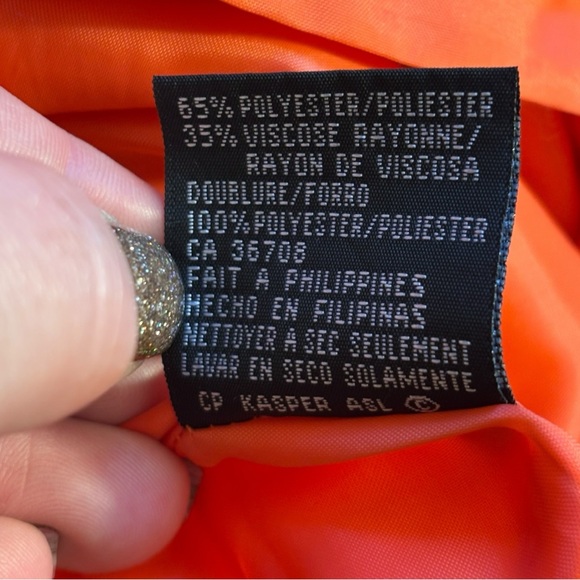 65% POLYESTER/POLIESTER
35% VISCOSE RAYONNE/
RAYON DE VISCOSA
DOUBLURE/FORRO
100% POLYESTER/POLIESTER
CA 36708
FAIT A PHILIPPINES
HECHO EN FILIPINAS
NETTOYER A SEC SEULEMENT
LAVAR EN SECO SOLAMENTE
CP KASPER ASL ©